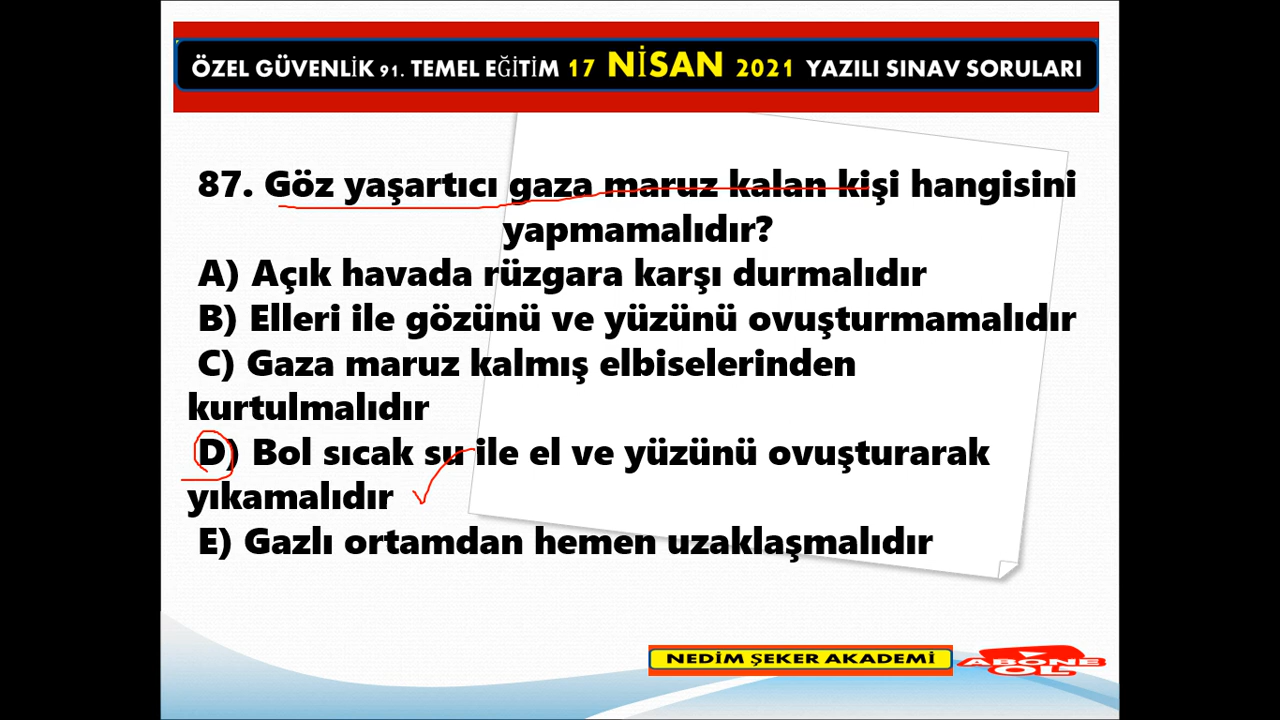 ÖZEL GÜVENLİK 91. TEMEL EĞİTİM 17 NİSAN 2021 YAZILI SINAV SORULARI
87. Göz yaşartıcı gaza maruz kalan kişi hangisini
yapmamalıdır?
A) Açık havada rüzgara karşı durmalıdır
B) Elleri ile gözünü ve yüzünü ovuşturmamalıdır
C) Gaza maruz kalmış elbiselerinden
kurtulmalıdır
D) Bol sıcak su ile el ve yüzünü ovuşturarak
yıkamalıdır
E) Gazlı ortamdan hemen uzaklaşmalıdır
NEDİM ŞEKER AKADEMİ
ABONE
OL